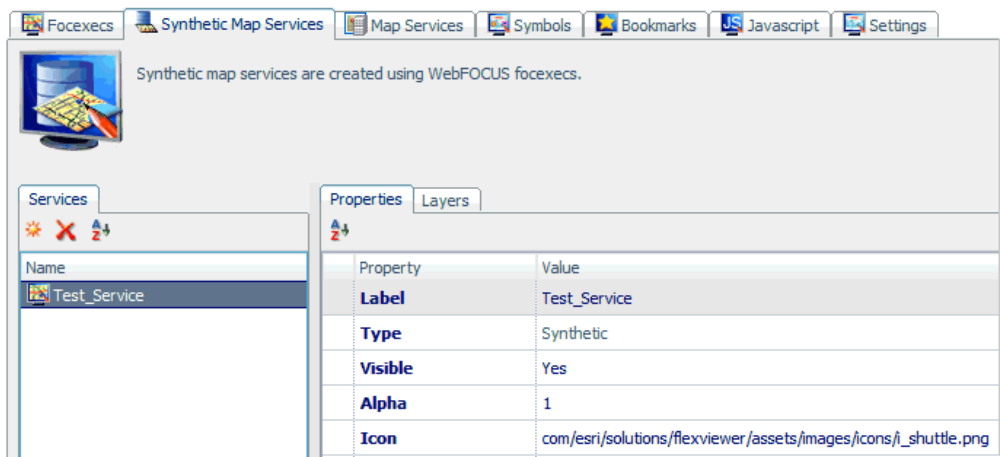 Focexecs Synthetic Map Services Map Services Symbols Bookmarks Javascript Settings
Synthetic map services are created using WebFOCUS focexecs.
Services
Properties Layers
Name
Property Value
Test_Service
Label Test_Service
Type Synthetic
Visible Yes
Alpha 1
Icon com/esri/solutions/flexviewer/assets/images/icons/i_shuttle.png